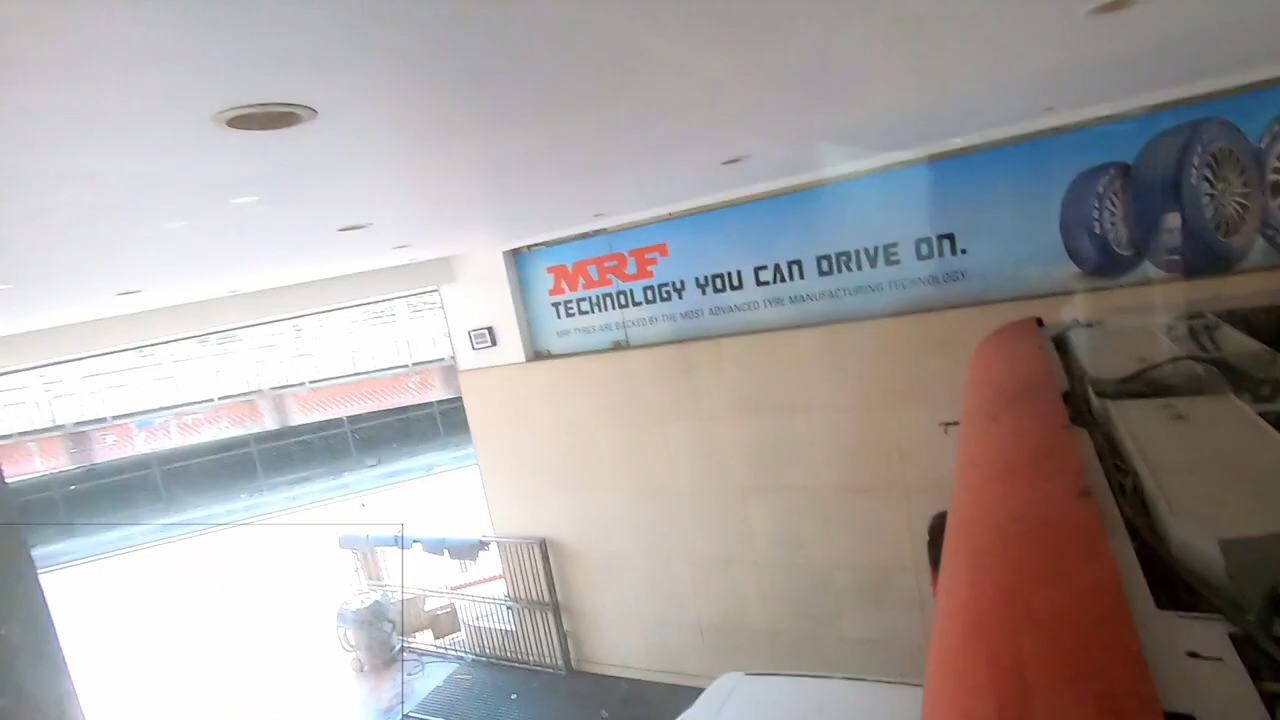 MRF
TECHNOLOGY YOU CAN DRIVE ON.
MRF TYRES ARE BACKED BY THE MOST ADVANCED TYRE MANUFACTURING TECHNOLOGY